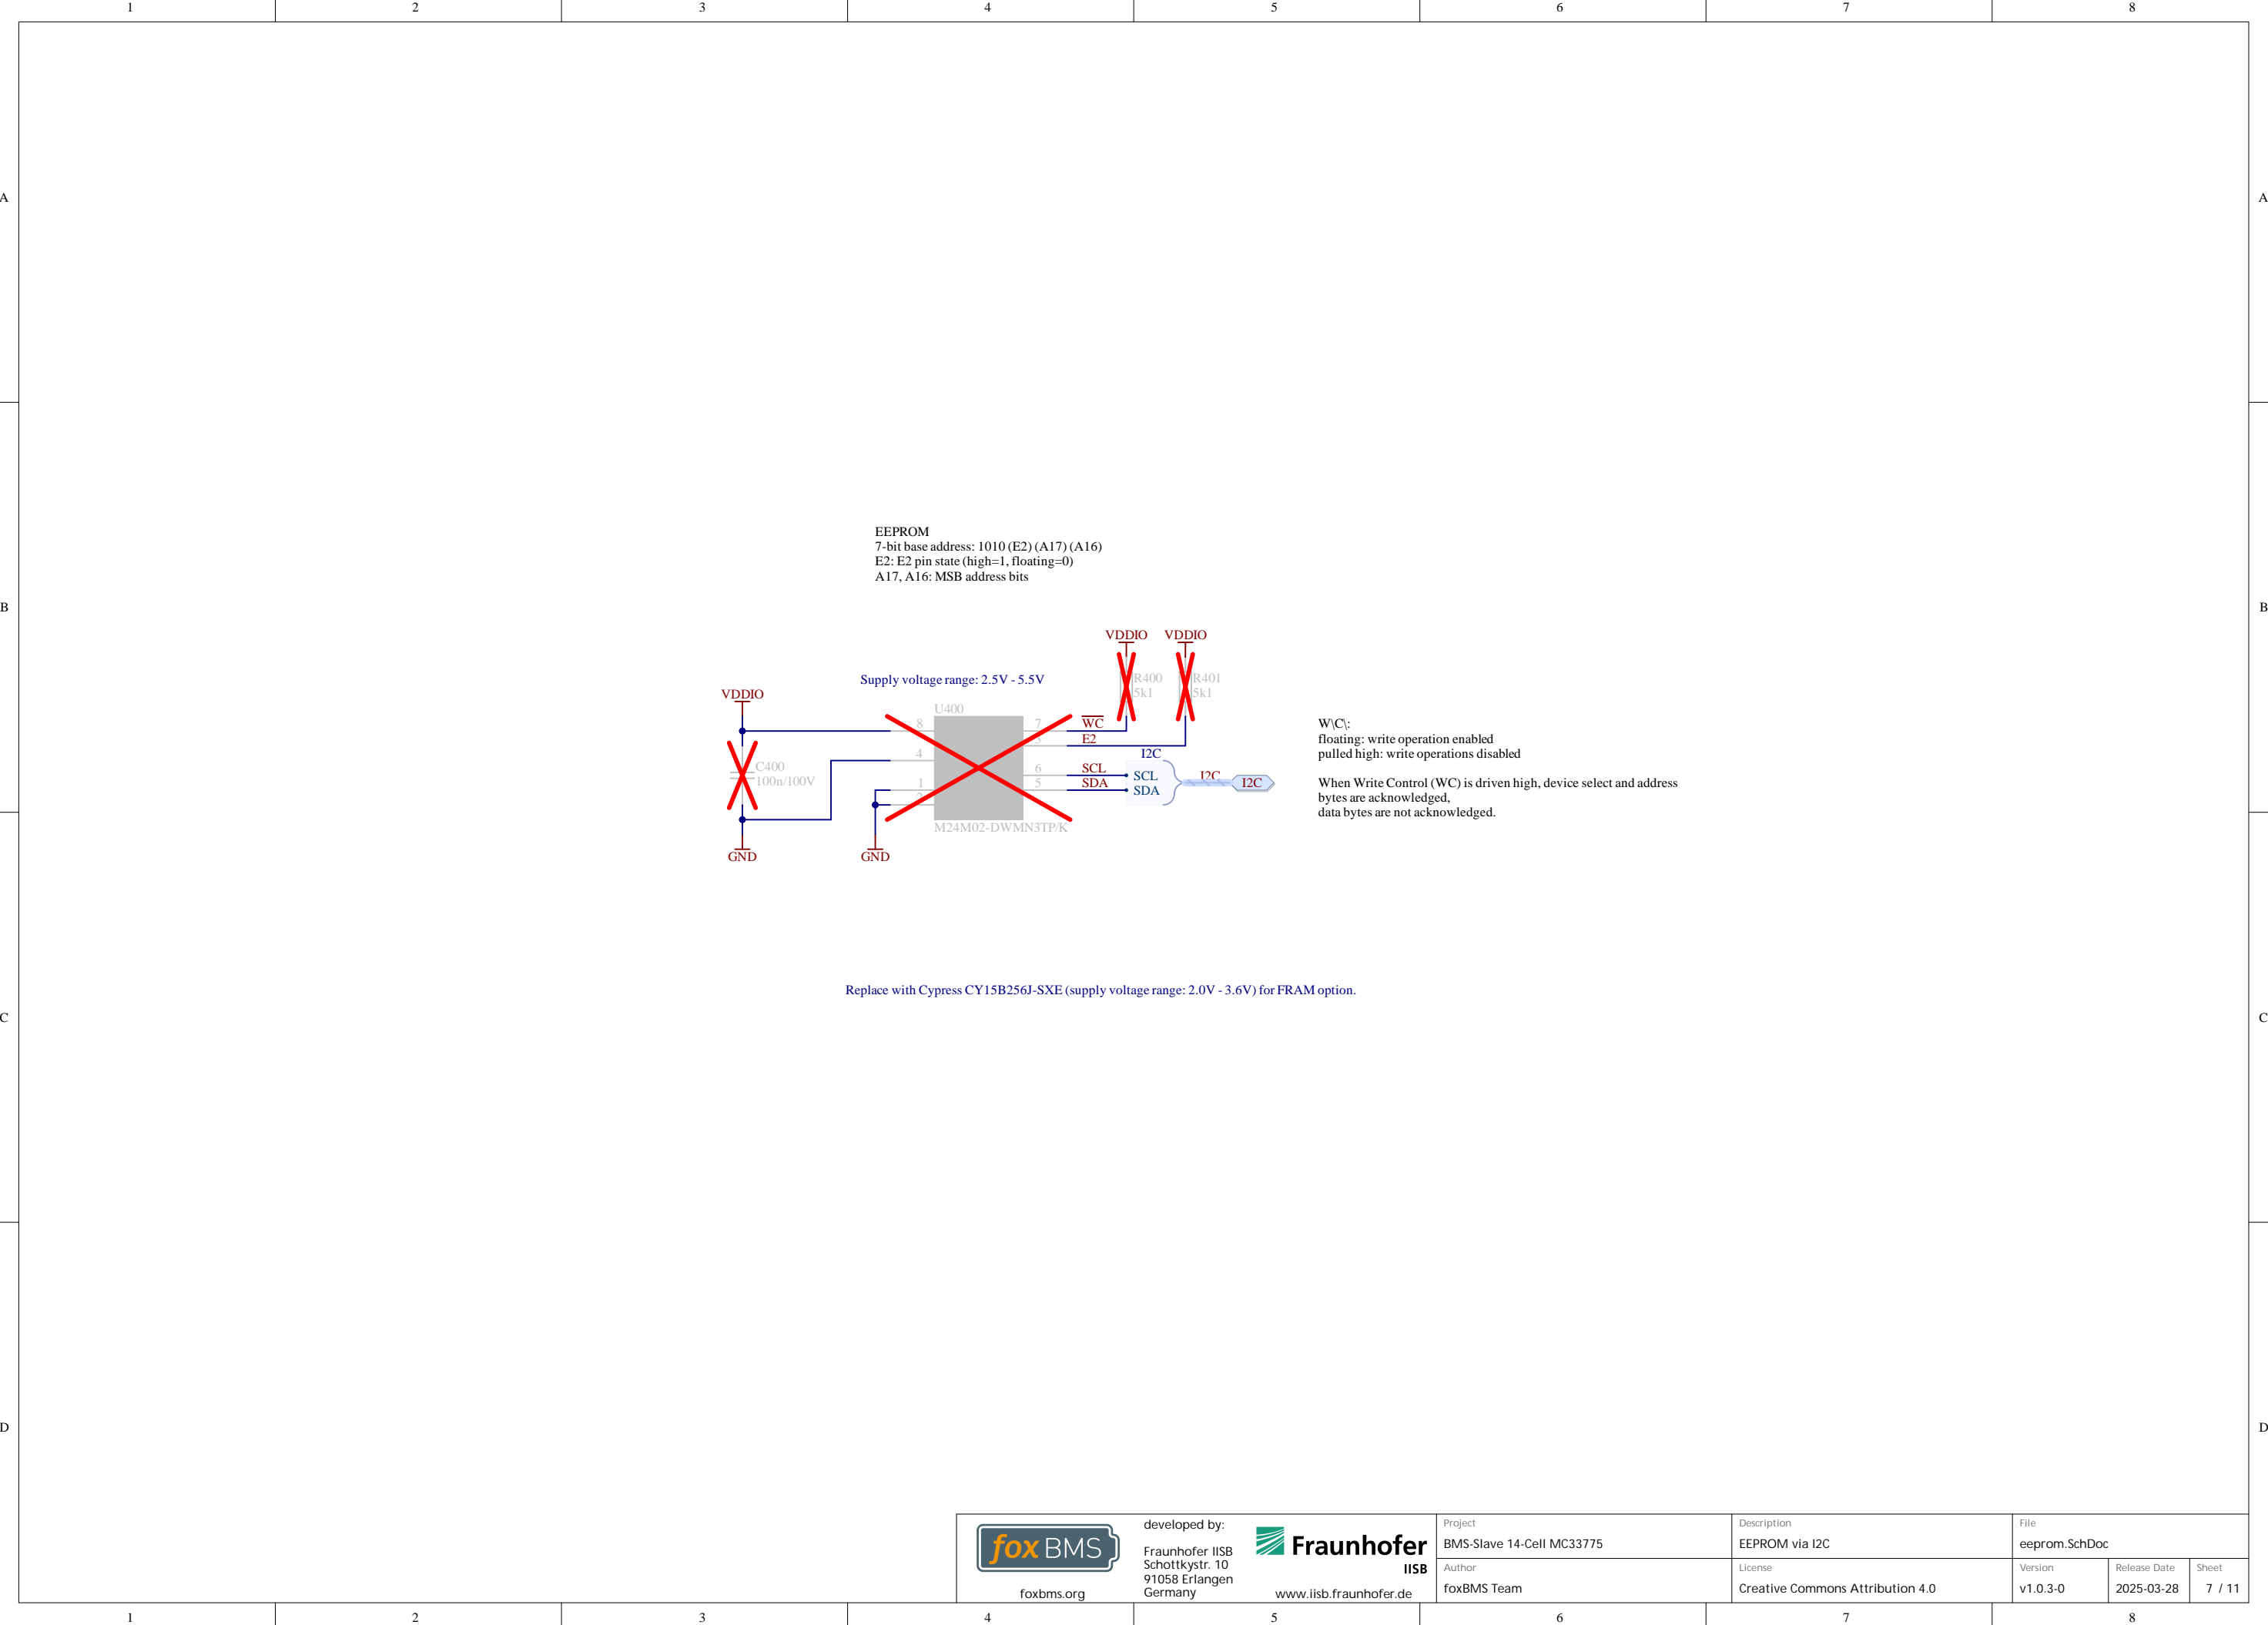 1 2 3 4 5 6 7 8
A A
B B
C C
D D
EEPROM
7-bit base address: 1010 (E2) (A17) (A16)
E2: E2 pin state (high=1, floating=0)
A17, A16: MSB address bits
VDDIO VDDIO
R400 R401
5k1 5k1
Supply voltage range: 2.5V - 5.5V
VDDIO
U400
8 7 WC
3 E2
4 I2C
C400
100n/100V
6 SCL SCL I2C I2C
1 5 SDA SDA
2
M24M02-DWMN3TP/K
GND GND
W\C\:
floating: write operation enabled
pulled high: write operations disabled
When Write Control (WC) is driven high, device select and address
bytes are acknowledged,
data bytes are not acknowledged.
Replace with Cypress CY15B256J-SXE (supply voltage range: 2.0V - 3.6V) for FRAM option.
fox BMS
foxbms.org
developed by:
Fraunhofer IISB
Schottkystr. 10
91058 Erlangen
Germany
Fraunhofer
IISB
www.iisb.fraunhofer.de
Project
BMS-Slave 14-Cell MC33775
Author
foxBMS Team
Description
EEPROM via I2C
License
Creative Commons Attribution 4.0
File
eeprom.SchDoc
Version
v1.0.3-0
Release Date
2025-03-28
Sheet
7 / 11
1 2 3 4 5 6 7 8